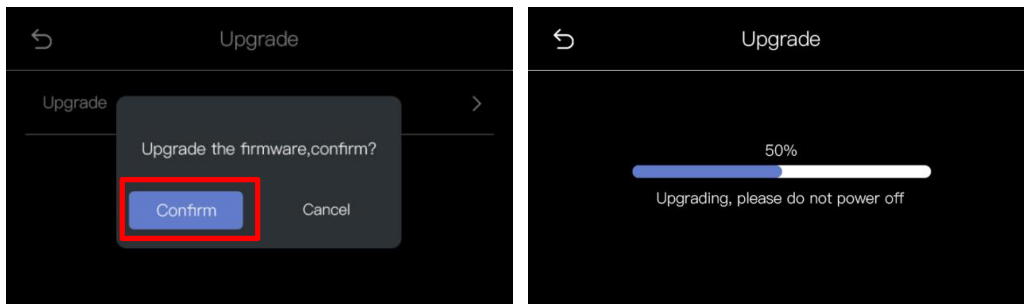 Upgrade
Upgrade
Upgrade the firmware,confirm?
Confirm
Cancel
Upgrade
50%
Upgrading, please do not power off